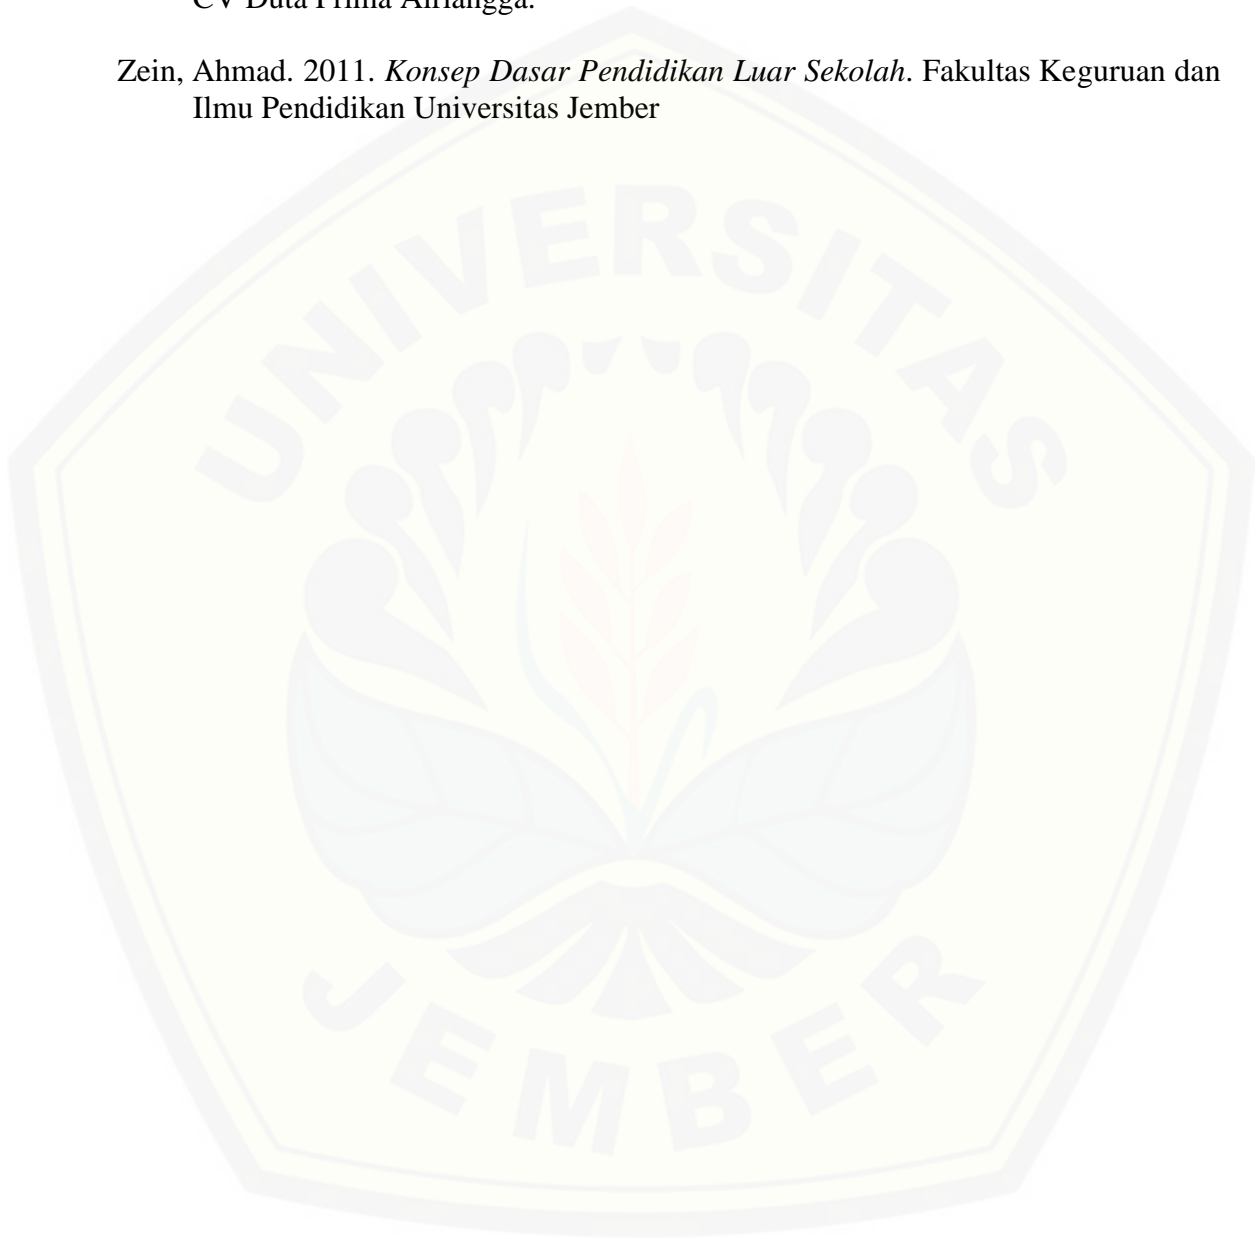 CV Duta Prima Airlangga.
Zein, Ahmad. 2011. Konsep Dasar Pendidikan Luar Sekolah. Fakultas Keguruan dan
Ilmu Pendidikan Universitas Jember
UNIVERSITAS
JEMBER